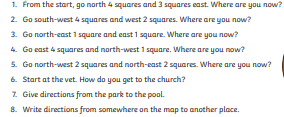 1. From the start, go north 4 squares and 3 squares east. Where are you now?
2. Go south-west 4 squares and west 2 squares. Where are you now?
3. Go north-east 1 square and east 1 square. Where are you now?
4. Go east 4 squares and north-west 1 square. Where are you now?
5. Go north-west 2 squares and north-east 2 squares. Where are you now?
6. Start at the vet. How do you get to the church?
7. Give directions from the park to the pool.
8. Write directions from somewhere on the map to another place.